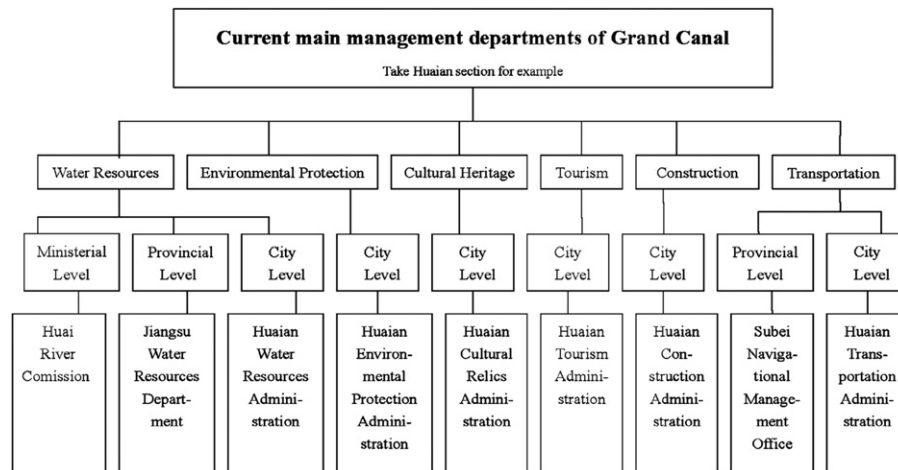 Current main management departments of Grand Canal
Take Huaian section for example
Water Resources
Environmental Protection
Cultural Heritage
Tourism
Construction
Transportation
Ministerial
Level
Provincial
Level
City
Level
City
Level
City
Level
City
Level
City
Level
Provincial
Level
City
Level
Huai
River
Comission
Jiangsu
Water
Resources
Depart-
ment
Huaian
Water
Resources
Admini-
stration
Huaian
Environ-
mental
Protection
Admini-
stration
Huaian
Cultural
Relics
Admini-
stration
Huaian
Tourism
Admini-
stration
Huaian
Con-
struction
Admini-
stration
Subei
Naviga-
tional
Manage-
ment
Office
Huaian
Trans-
portation
Admini-
stration